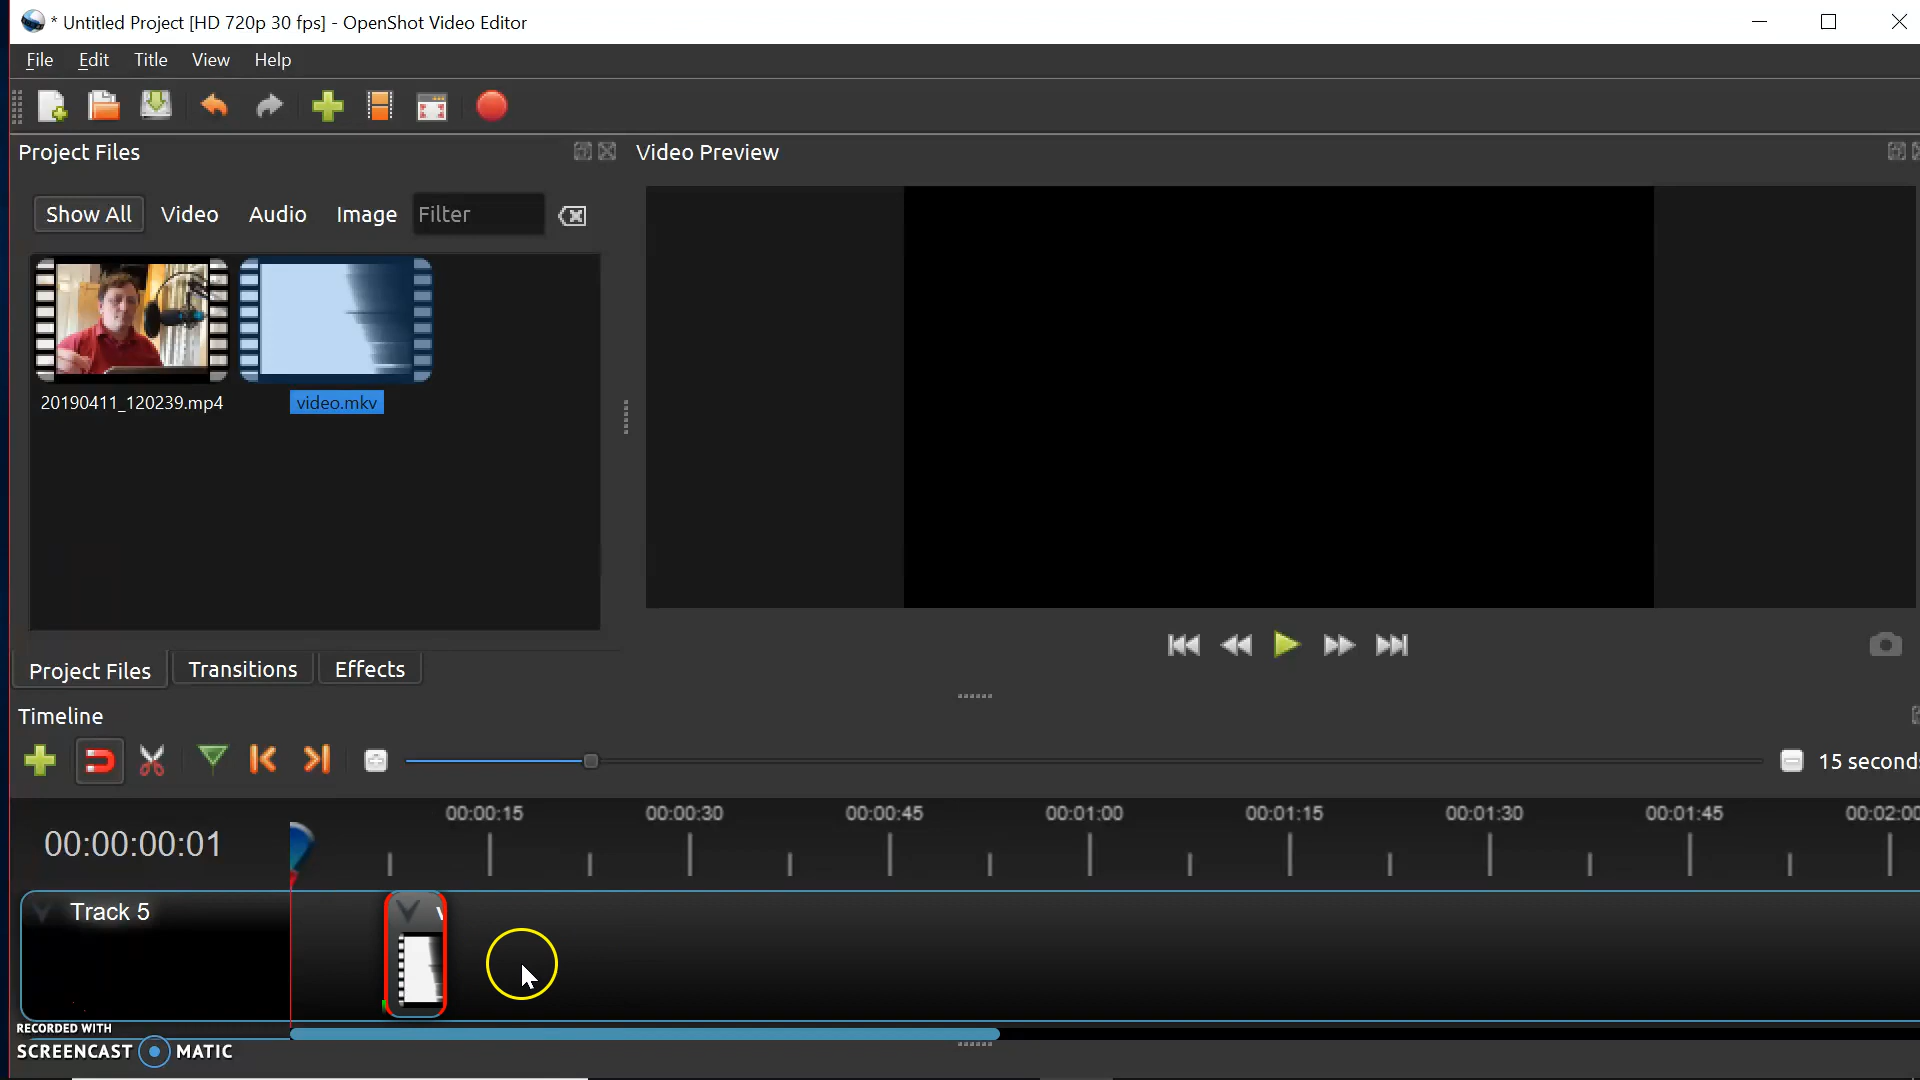 * Untitled Project [HD 720p 30 fps] - OpenShot Video Editor
File Edit Title View Help
Project Files
Video Preview
Show All Video Audio Image Filter
20190411_120239.mp4
video.mkv
Project Files Transitions Effects
Timeline
15 seconds
00:00:15 00:00:30 00:00:45 00:01:00 00:01:15 00:01:30 00:01:45 00:02:00
00:00:00:01
Track 5
v
RECORDED WITH
SCREENCAST MATIC